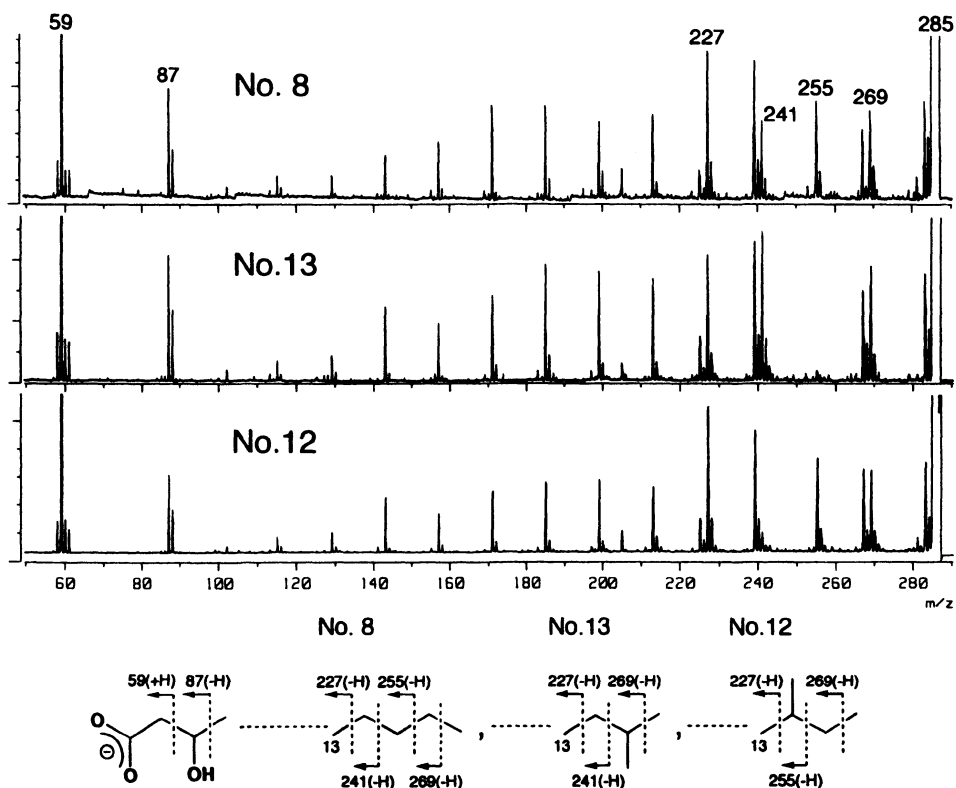 59
87
227
241
255
269
285
No. 8
No.13
No.12
60 80 100 120 140 160 180 200 220 240 260 280
m/z
No. 8 No.13 No.12
59(+H) 87(-H) 227(-H) 255(-H) 227(-H) 269(-H) 227(-H) 269(-H)
O ⊖ O OH 13 , 13 , 13
241(-H) 269(-H) 241(-H) 255(-H)